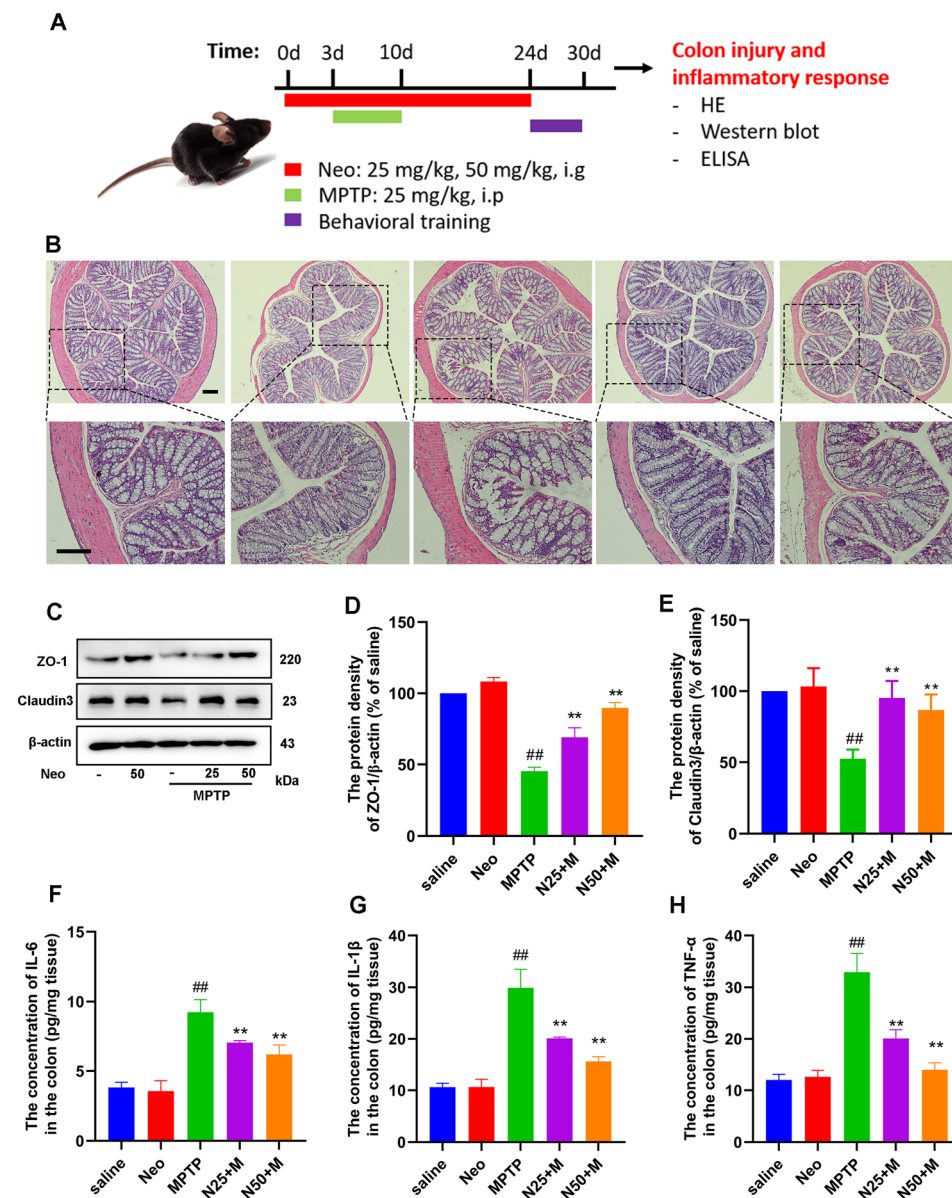 A
Time: 0d 3d 10d 24d 30d
Colon injury and
inflammatory response
- HE
- Western blot
- ELISA
Neo: 25 mg/kg, 50 mg/kg, i.g
MPTP: 25 mg/kg, i.p
Behavioral training
B
C
ZO-1 220
Claudin3 23
β-actin 43
Neo - 50 - 25 50 kDa
MPTP
D
The protein density
of ZO-1/β-actin (% of saline)
150
100
50
0
##
**
**
saline Neo MPTP N25+M N50+M
E
The protein density
of Claudin3/β-actin (% of saline)
150
100
50
0
##
**
**
saline Neo MPTP N25+M N50+M
F
The concentration of IL-6
in the colon (pg/mg tissue)
15
10
5
0
##
**
**
saline Neo MPTP N25+M N50+M
G
The concentration of IL-1β
in the colon (pg/mg tissue)
40
30
20
10
0
##
**
**
saline Neo MPTP N25+M N50+M
H
The concentration of TNF-α
in the colon (pg/mg tissue)
40
30
20
10
0
##
**
**
saline Neo MPTP N25+M N50+M